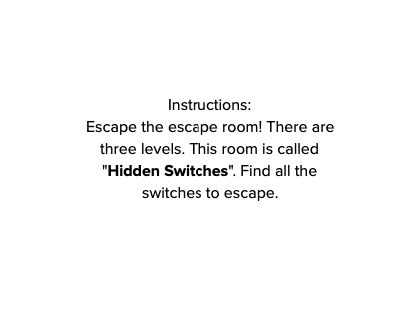 Instructions:
Escape the escape room! There are
three levels. This room is called
"Hidden Switches". Find all the
switches to escape.